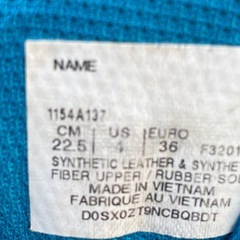 NAME
1154A137
CM US EURO
22.5 4 36 F3201
SYNTHETIC LEATHER & SYNTHE
FIBER UPPER / RUBBER SO
MADE IN VIETNAM
FABRIQUE AU VIETNAM
D0SX0ZT9NCBQBDT